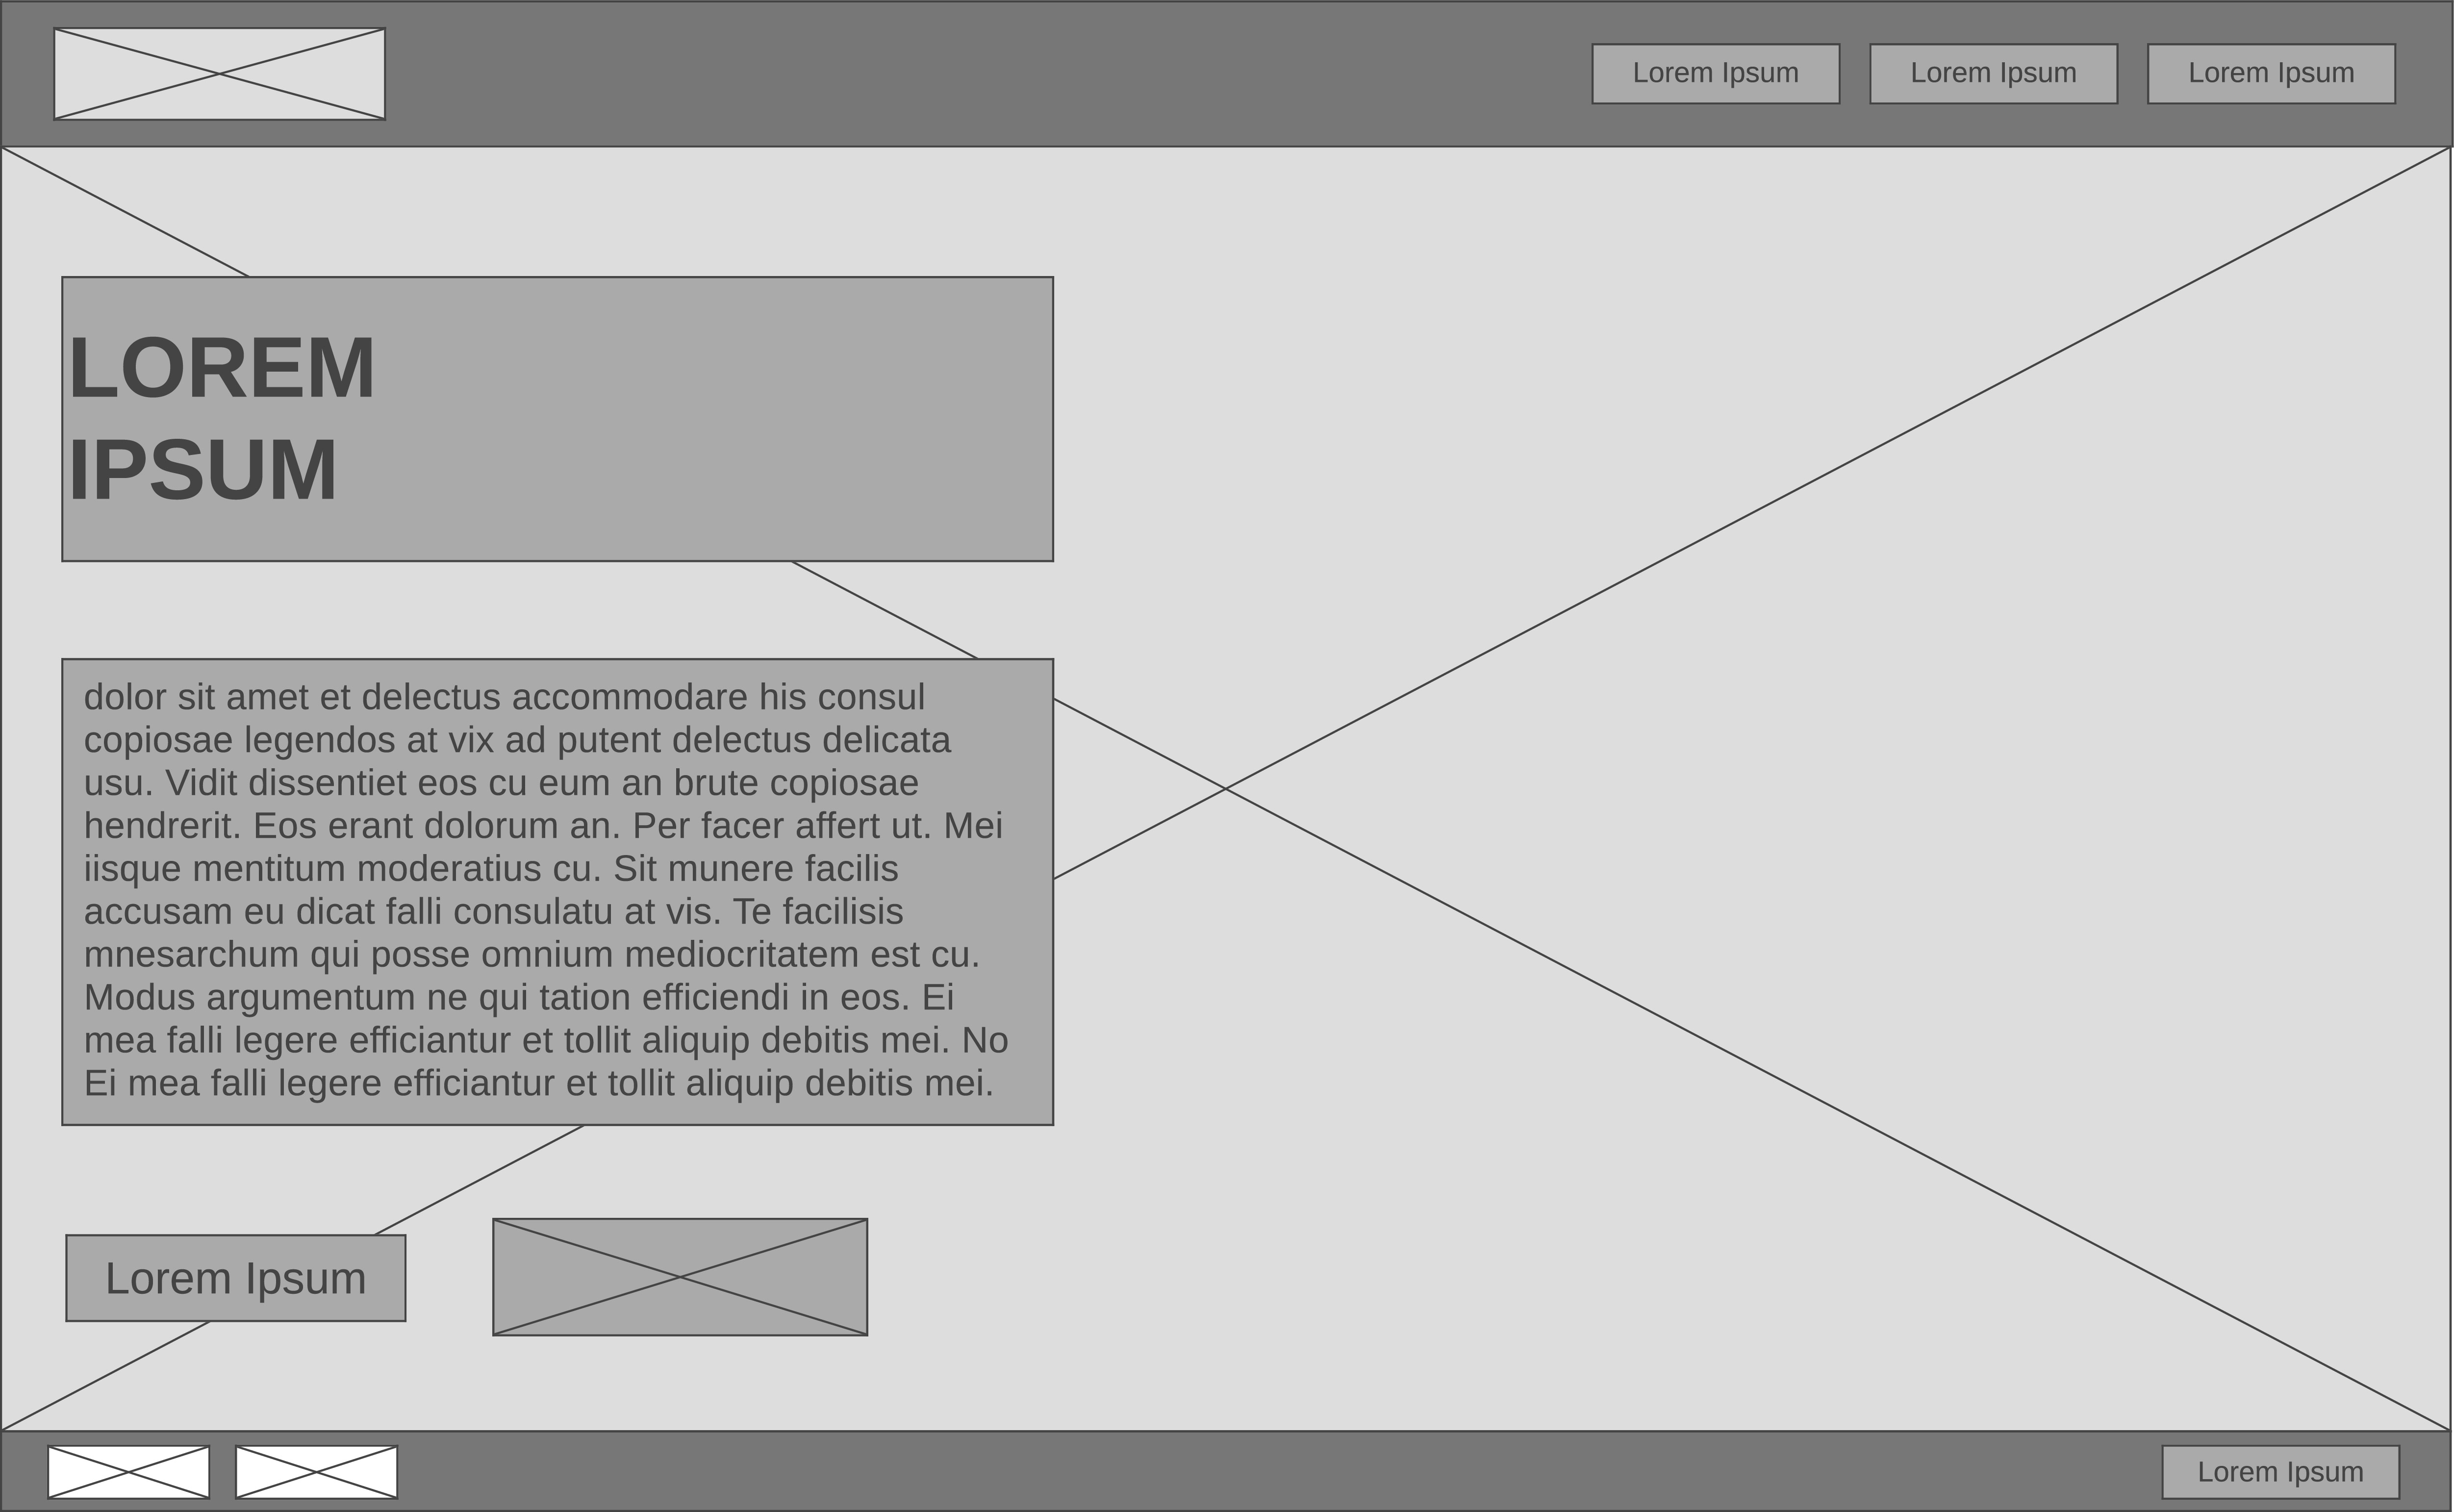 Lorem Ipsum
Lorem Ipsum
Lorem Ipsum
LOREM
IPSUM
dolor sit amet et delectus accommodare his consul
copiosae legendos at vix ad putent delectus delicata
usu. Vidit dissentiet eos cu eum an brute copiosae
hendrerit. Eos erant dolorum an. Per facer affert ut. Mei
iisque mentitum moderatius cu. Sit munere facilis
accusam eu dicat falli consulatu at vis. Te facilisis
mnesarchum qui posse omnium mediocritatem est cu.
Modus argumentum ne qui tation efficiendi in eos. Ei
mea falli legere efficiantur et tollit aliquip debitis mei. No
Ei mea falli legere efficiantur et tollit aliquip debitis mei.
Lorem Ipsum
Lorem Ipsum